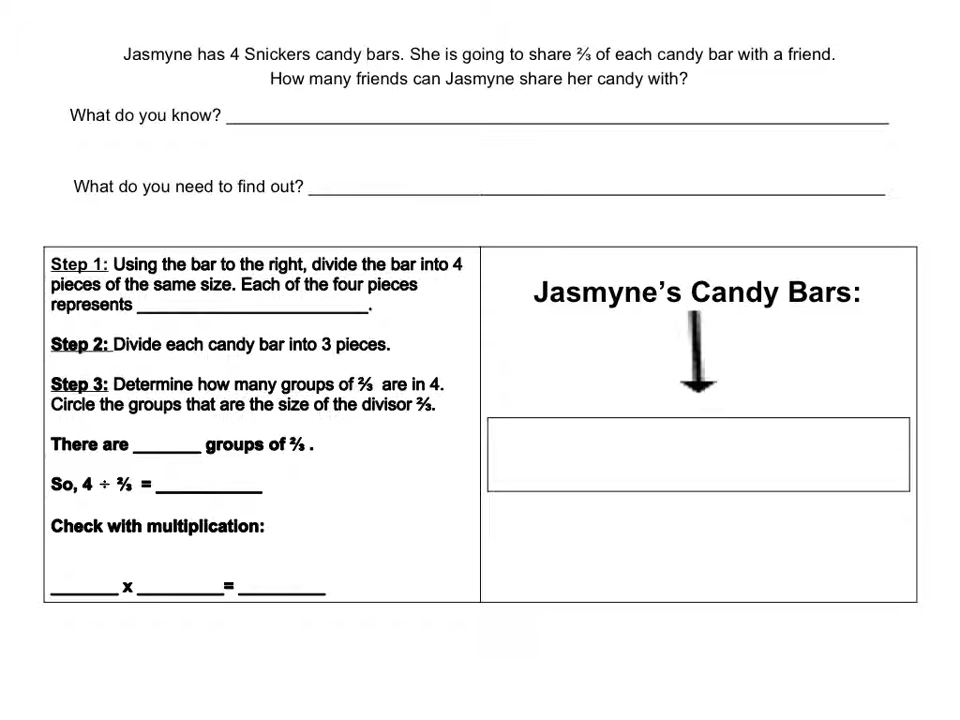 Jasmyne has 4 Snickers candy bars. She is going to share ⅔ of each candy bar with a friend.
How many friends can Jasmyne share her candy with?
What do you know? ______________________________________________________________________
What do you need to find out? _____________________________________________________________
Step 1: Using the bar to the right, divide the bar into 4
pieces of the same size. Each of the four pieces
represents _________________________.
Step 2: Divide each candy bar into 3 pieces.
Step 3: Determine how many groups of ⅔ are in 4.
Circle the groups that are the size of the divisor ⅔.
There are _______ groups of ⅔ .
So, 4 ÷ ⅔ = ___________
Check with multiplication:
_______ x _________= _________
Jasmyne’s Candy Bars: